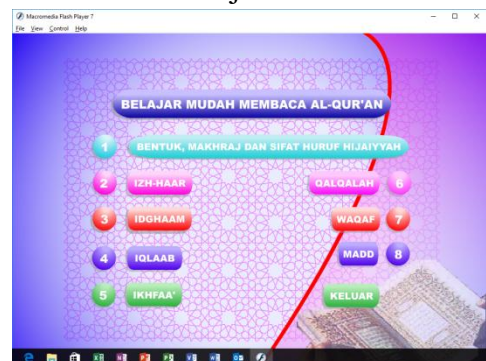 Macromedia Flash Player 7
File View Control Help
BELAJAR MUDAH MEMBACA AL-QUR'AN
1 BENTUK, MAKHRAJ DAN SIFAT HURUF HIJAIYYAH
2 IZH-HAAR
QALQALAH 6
3 IDGHAAM
WAQAF 7
4 IQLAAB
MADD 8
5 IKHFAA'
KELUAR